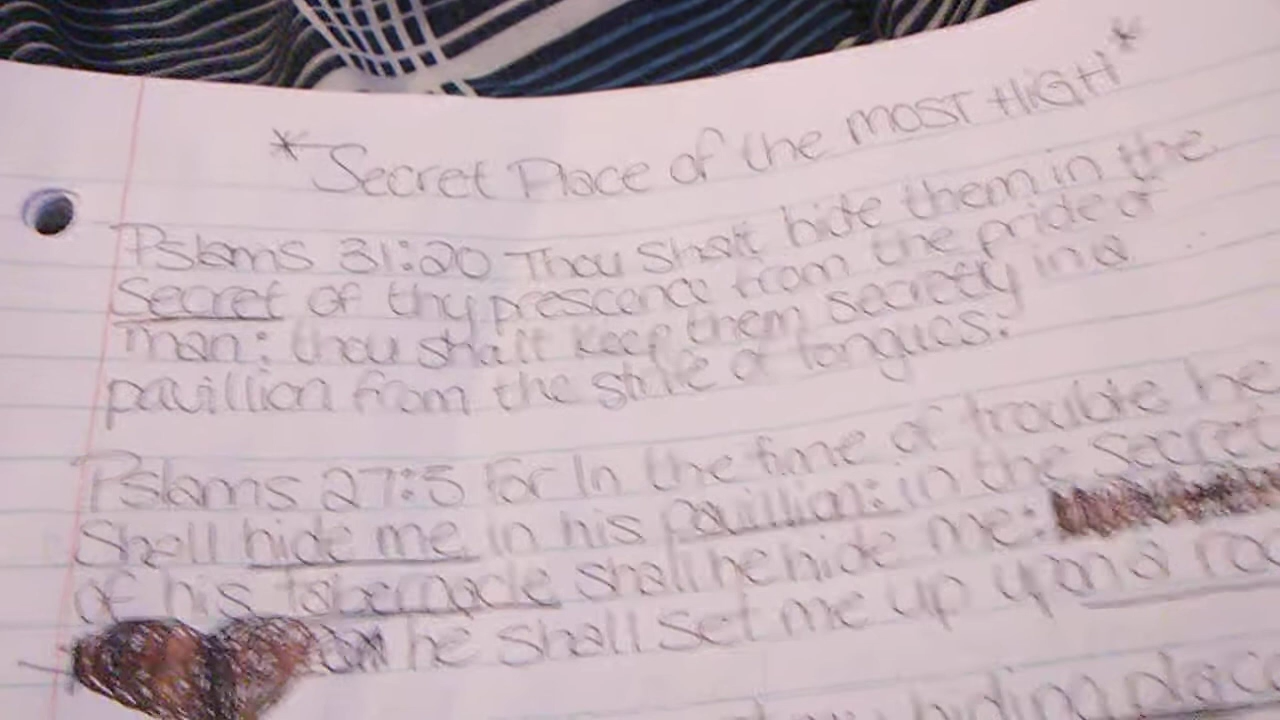 *Secret Place of the most HiGH*
Pslams 31:20 Thou Shalt hide them in the
Secret of thy prescence from the pride of
man: thou shalt keep them secretly in a
pavillion from the strife of tongues:
Pslams 27:5 For In the time of trouble he
Shall hide me in his pavillion: in the secret
of his tabernacle shall he hide me:
he shall set me up upon a
hiding place